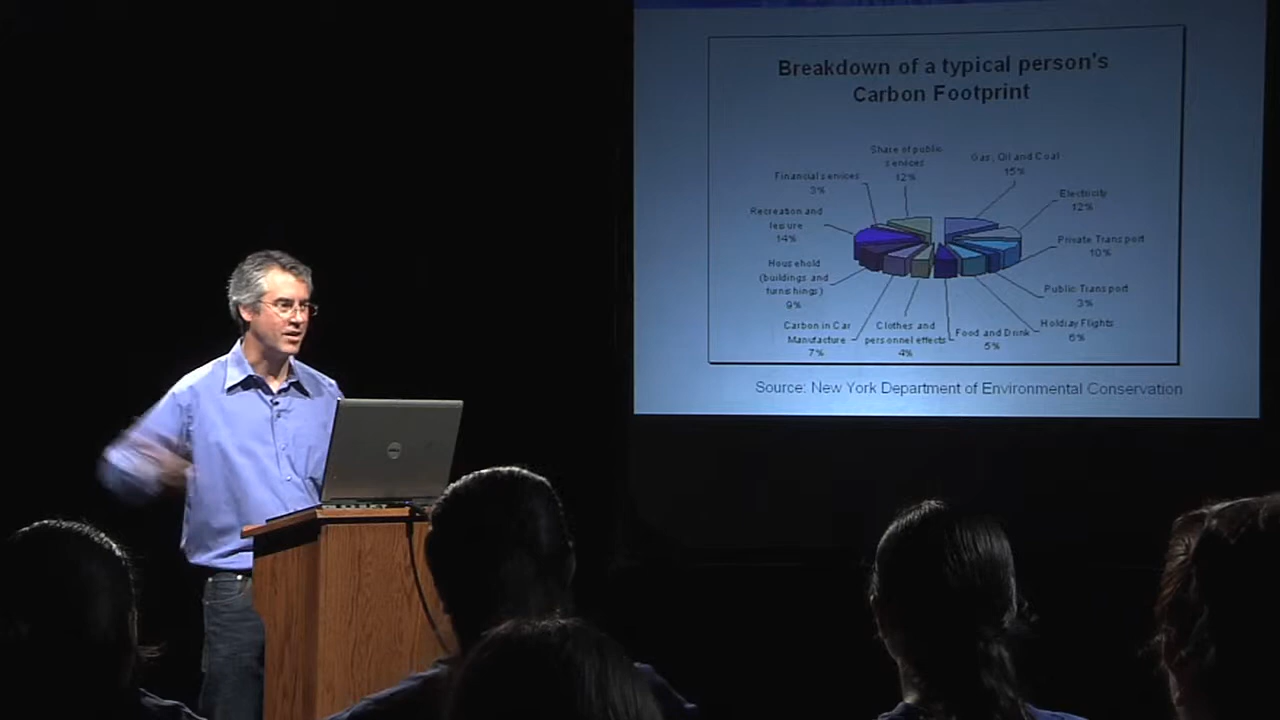 Breakdown of a typical person's
Carbon Footprint
Share of public
services
12%
Gas, Oil and Coal
15%
Financial services
3%
Electricity
12%
Recreation and
leisure
14%
Private Transport
10%
Household
(buildings and
furnishings)
9%
Public Transport
3%
Carbon in Car
Manufacture
7%
Clothes and
personnel effects
4%
Food and Drink
5%
Holdiay Flights
6%
Source: New York Department of Environmental Conservation
DELL